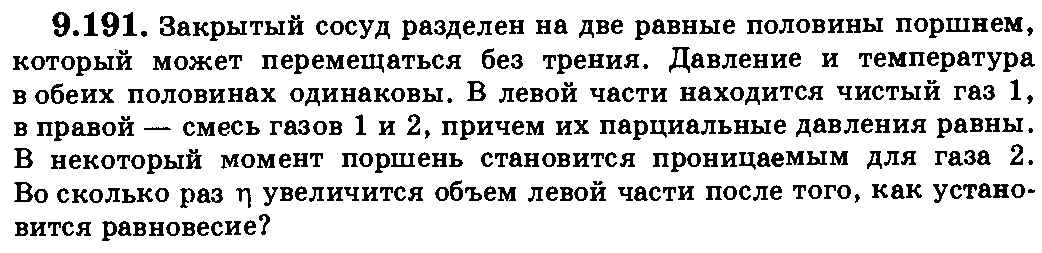 9.191. Закрытый сосуд разделен на две равные половины поршнем,
который может перемещаться без трения. Давление и температура
в обеих половинах одинаковы. В левой части находится чистый газ 1,
в правой — смесь газов 1 и 2, причем их парциальные давления равны.
В некоторый момент поршень становится проницаемым для газа 2.
Во сколько раз η увеличится объем левой части после того, как устано-
вится равновесие?